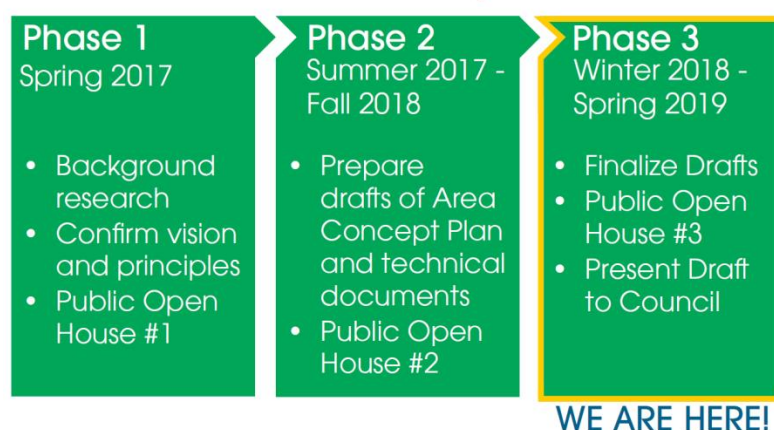 Phase 1
Spring 2017
• Background
research
• Confirm vision
and principles
• Public Open
House #1
Phase 2
Summer 2017 -
Fall 2018
• Prepare
drafts of Area
Concept Plan
and technical
documents
• Public Open
House #2
Phase 3
Winter 2018 -
Spring 2019
• Finalize Drafts
• Public Open
House #3
• Present Draft
to Council
WE ARE HERE!